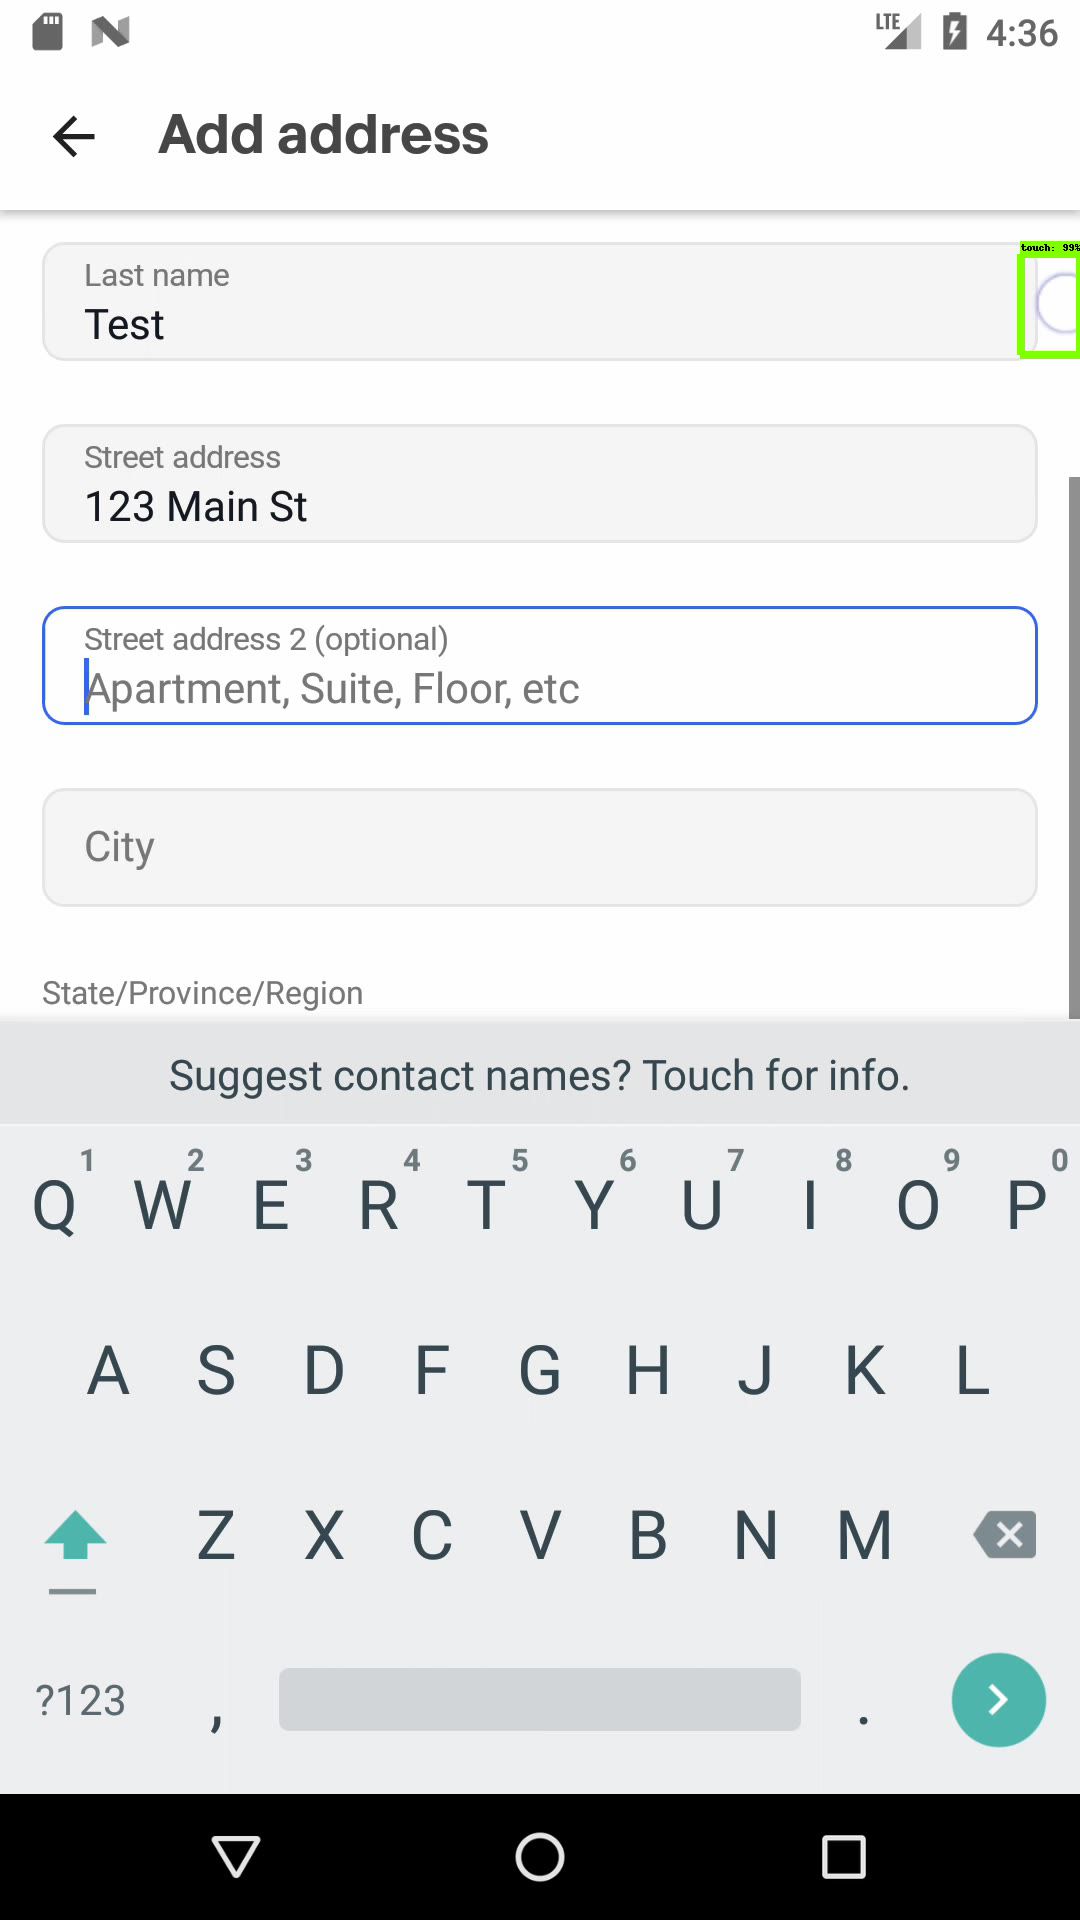 LTE 4:36
Add address
touch: 99%
Last name
Test
Street address
123 Main St
Street address 2 (optional)
Apartment, Suite, Floor, etc
City
State/Province/Region
Suggest contact names? Touch for info.
1 2 3 4 5 6 7 8 9 0
Q W E R T Y U I O P
A S D F G H J K L
Z X C V B N M
?123 , .